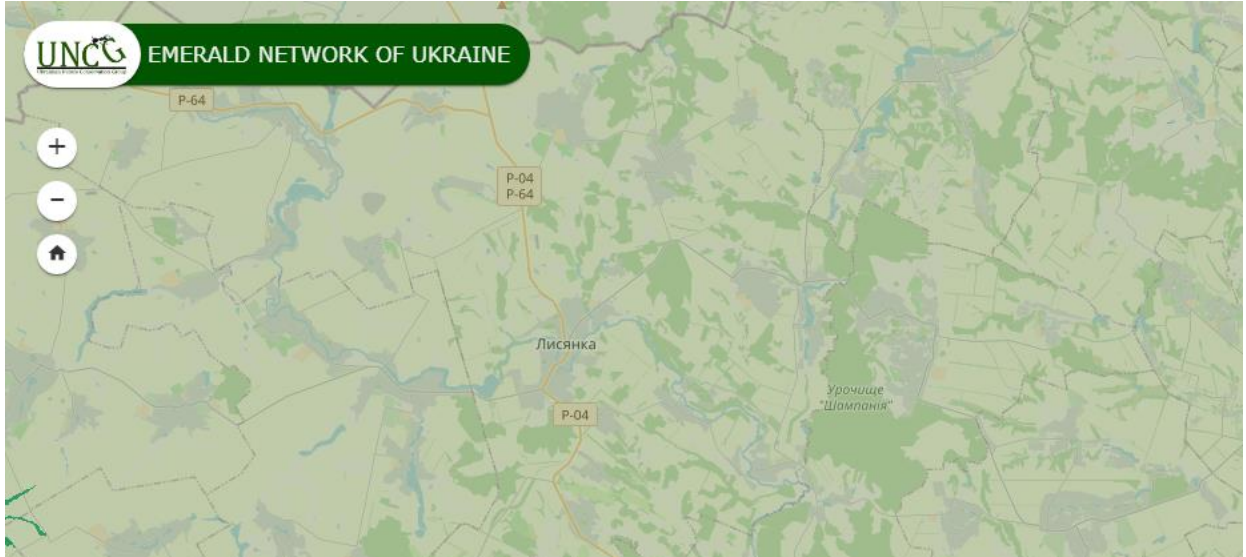 UNCG
EMERALD NETWORK OF UKRAINE
P-64
+
P-04
P-64
−
Лисянка
Урочище
"Шампанія"
P-04